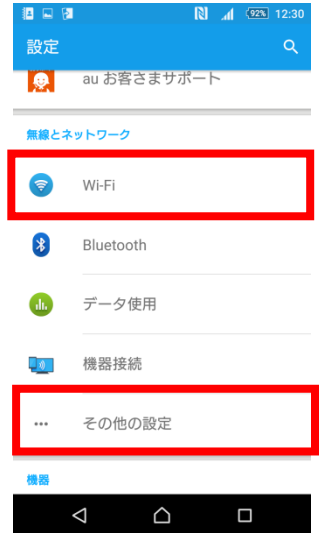 92% 12:30
設定
au お客さまサポート
無線とネットワーク
Wi-Fi
Bluetooth
データ使用
機器接続
その他の設定
機器